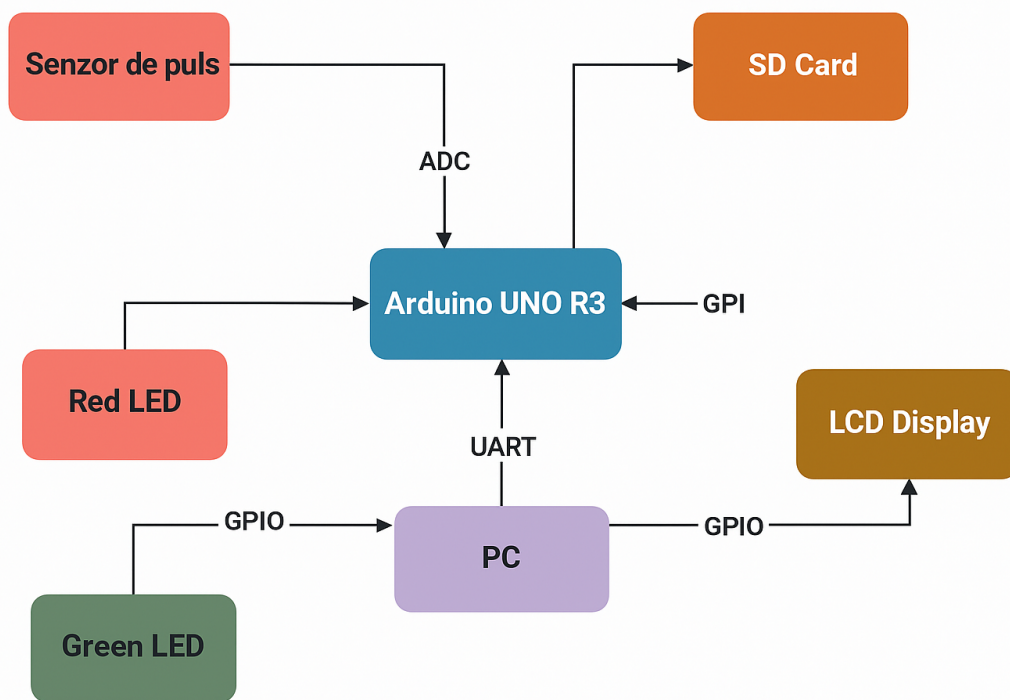 Senzor de puls
SD Card
ADC
Arduino UNO R3
GPI
Red LED
LCD Display
UART
GPIO
GPIO
PC
Green LED